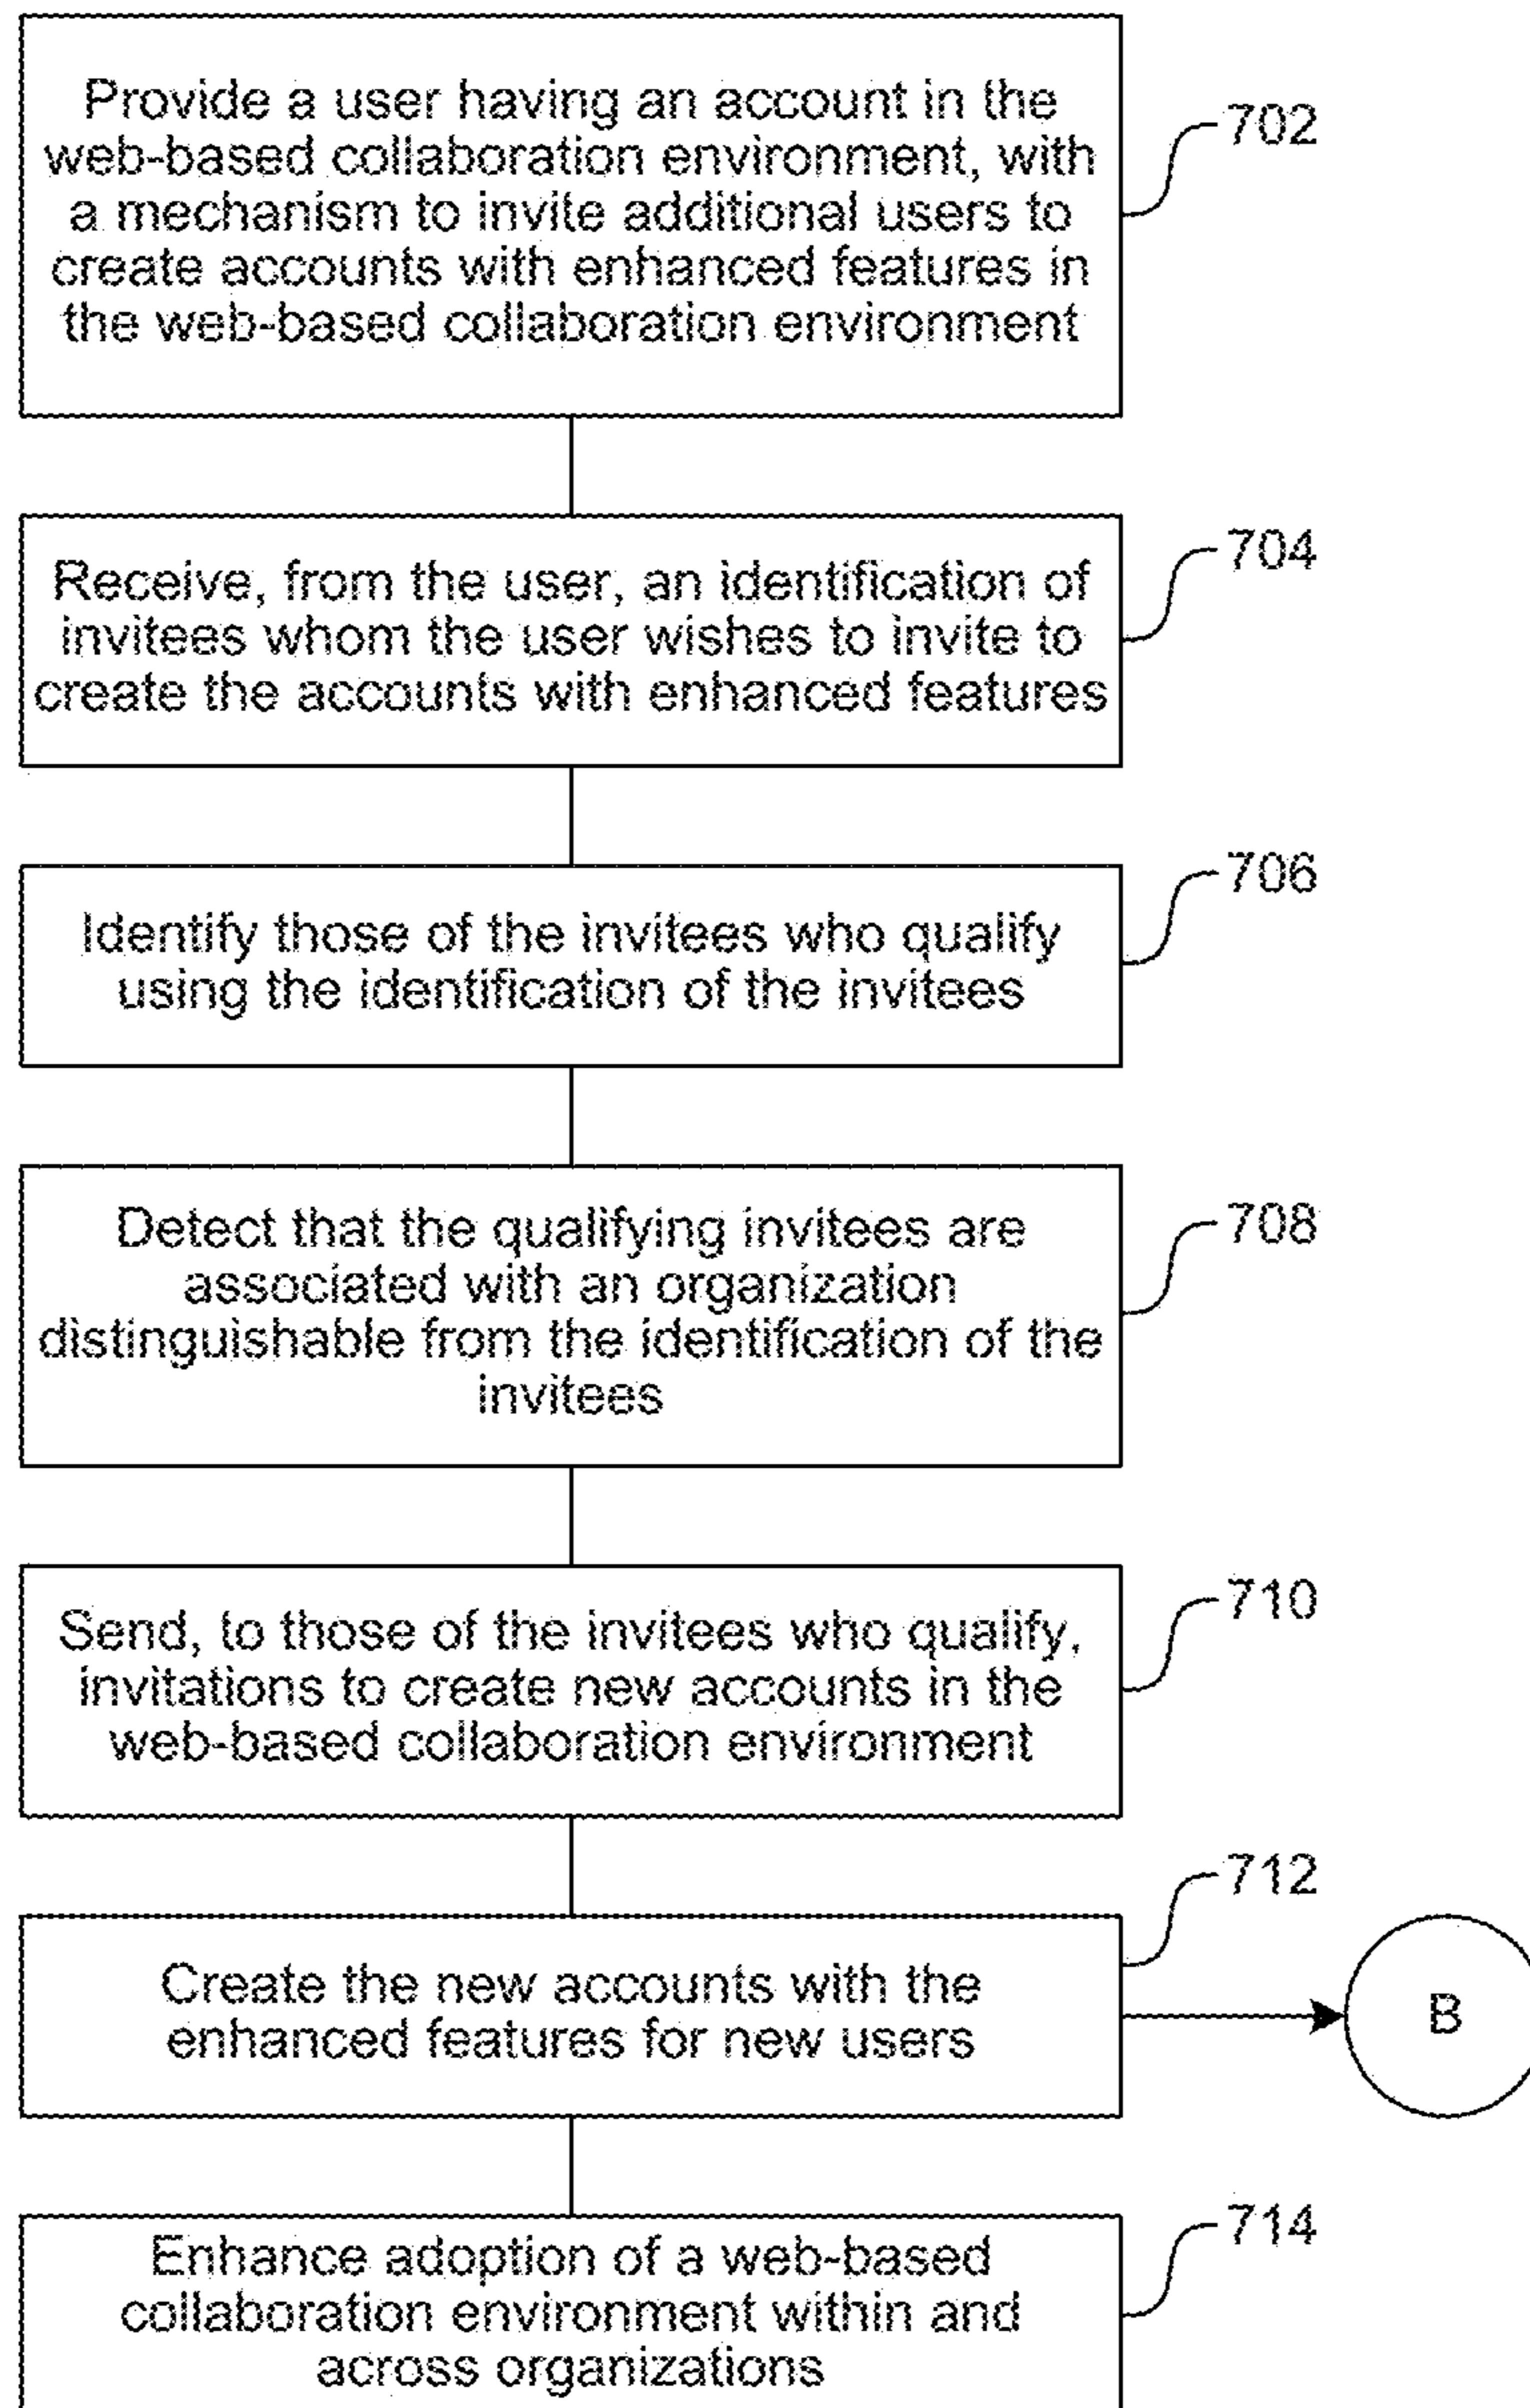 Provide a user having an account in the
web-based collaboration environment, with
a mechanism to invite additional users to
create accounts with enhanced features in
the web-based collaboration environment
702
Receive, from the user, an identification of
invitees whom the user wishes to invite to
create the accounts with enhanced features
704
Identify those of the invitees who qualify
using the identification of the invitees
706
Detect that the qualifying invitees are
associated with an organization
distinguishable from the identification of the
invitees
708
Send, to those of the invitees who qualify,
invitations to create new accounts in the
web-based collaboration environment
710
Create the new accounts with the
enhanced features for new users
712
B
Enhance adoption of a web-based
collaboration environment within and
across organizations
714